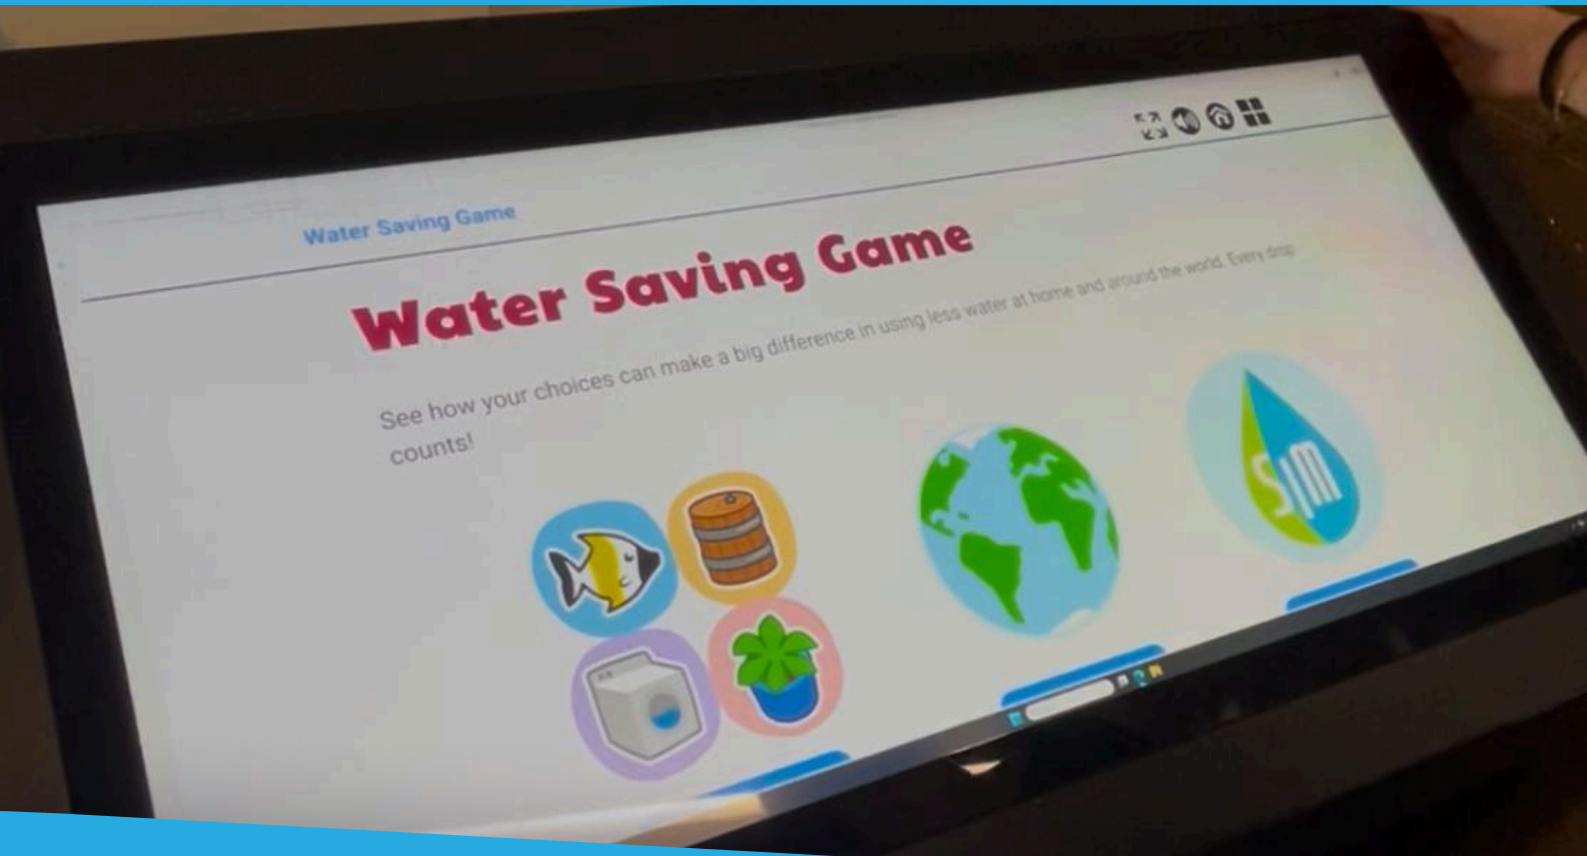 Water Saving Game
Water Saving Game
See how your choices can make a big difference in using less water at home and around the world. Every drop
counts!
SIM